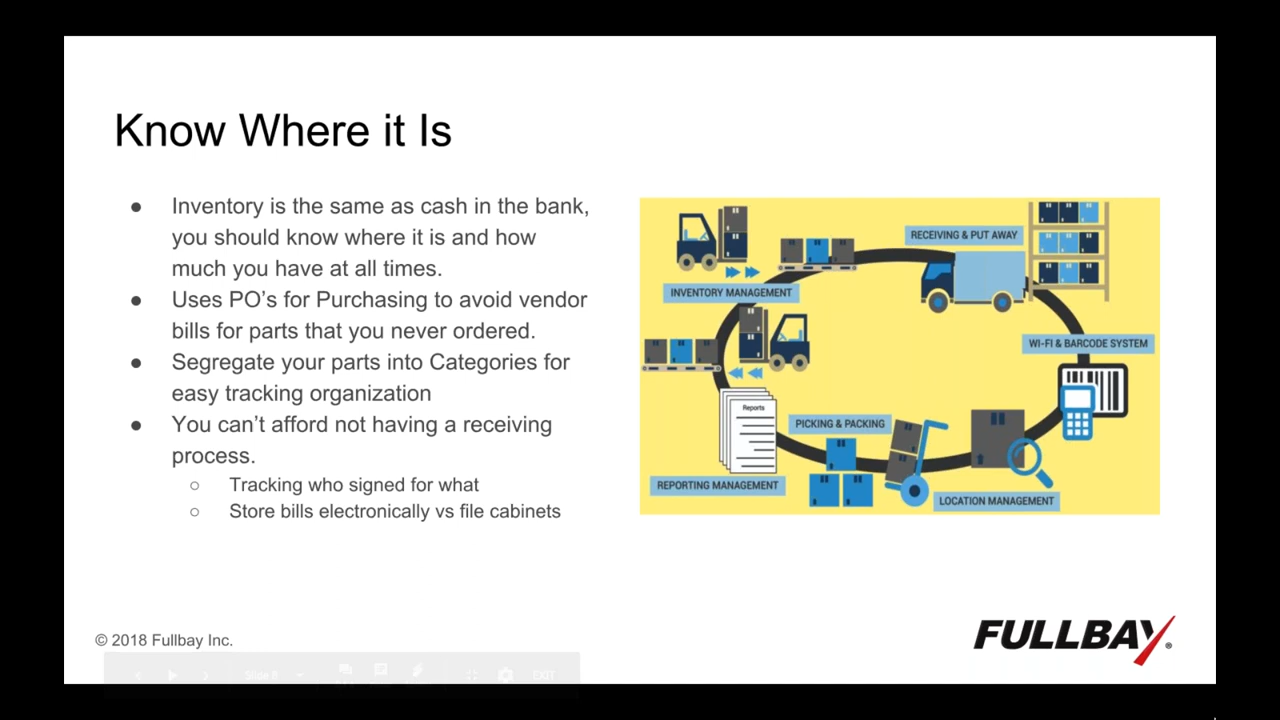 Know Where it Is
● Inventory is the same as cash in the bank,
you should know where it is and how
much you have at all times.
● Uses PO’s for Purchasing to avoid vendor
bills for parts that you never ordered.
● Segregate your parts into Categories for
easy tracking organization
● You can’t afford not having a receiving
process.
○ Tracking who signed for what
○ Store bills electronically vs file cabinets
RECEIVING & PUT AWAY
INVENTORY MANAGEMENT
WI-FI & BARCODE SYSTEM
Reports
PICKING & PACKING
REPORTING MANAGEMENT
LOCATION MANAGEMENT
© 2018 Fullbay Inc.
FULLBAY®
EXIT